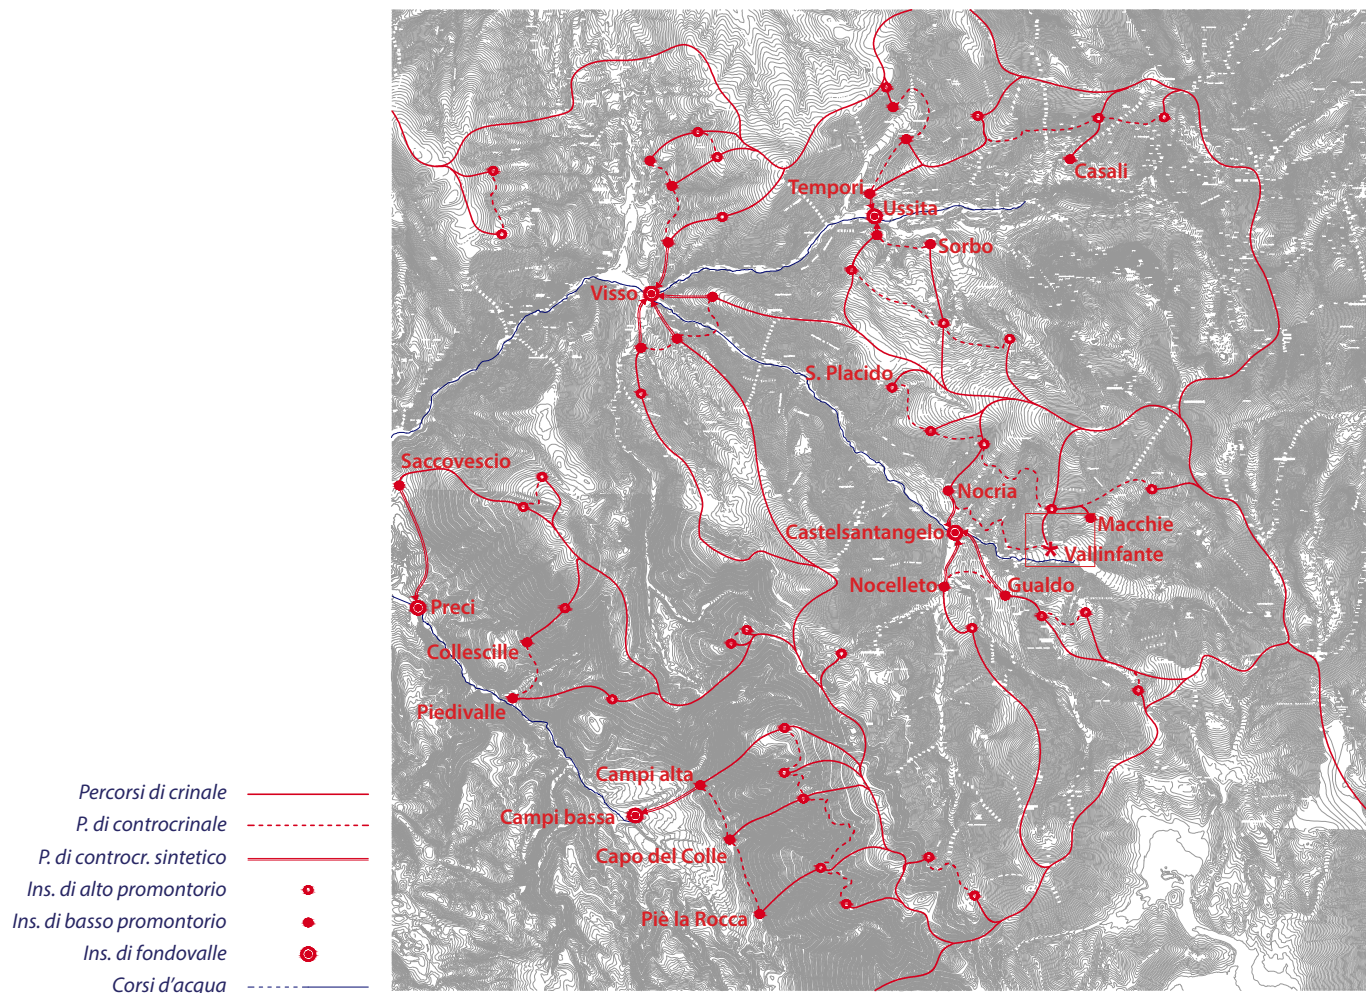 Tempori
Ussita
Casali
Sorbo
Visso
S. Placido
Saccovescio
Nocria
Castelsantangelo
Macchie
Vallinfante
Nocelleto
Gualdo
Preci
Collescille
Piedivalle
Campi alta
Campi bassa
Capo del Colle
Piè la Rocca
Percorsi di crinale
P. di controcrinale
P. di controcr. sintetico
Ins. di alto promontorio
Ins. di basso promontorio
Ins. di fondovalle
Corsi d'acqua